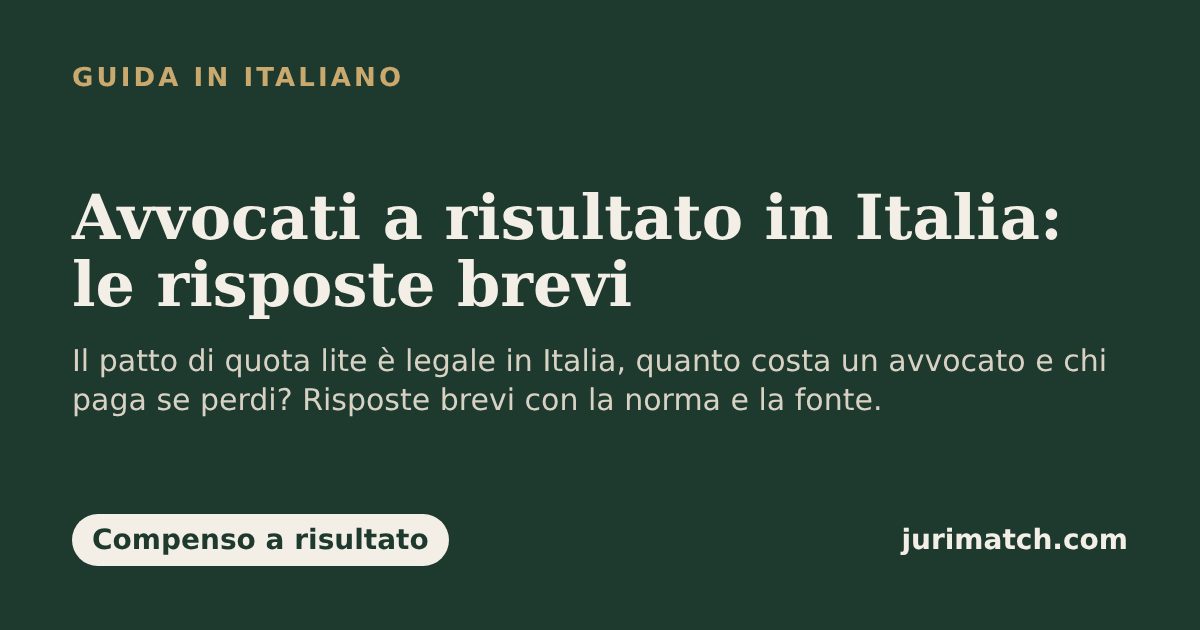 GUIDA IN ITALIANO
Avvocati a risultato in Italia:
le risposte brevi
Il patto di quota lite è legale in Italia, quanto costa un avvocato e chi
paga se perdi? Risposte brevi con la norma e la fonte.
Compenso a risultato
jurimatch.com